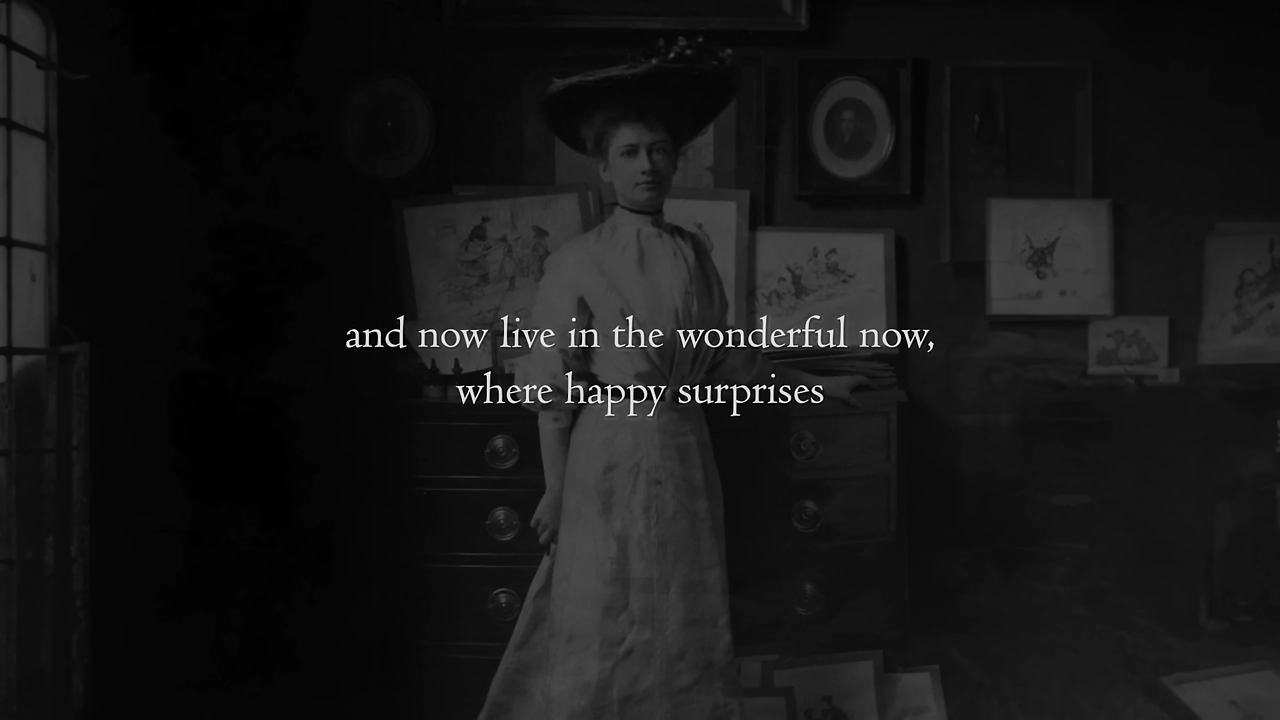 and now live in the wonderful now,
where happy surprises